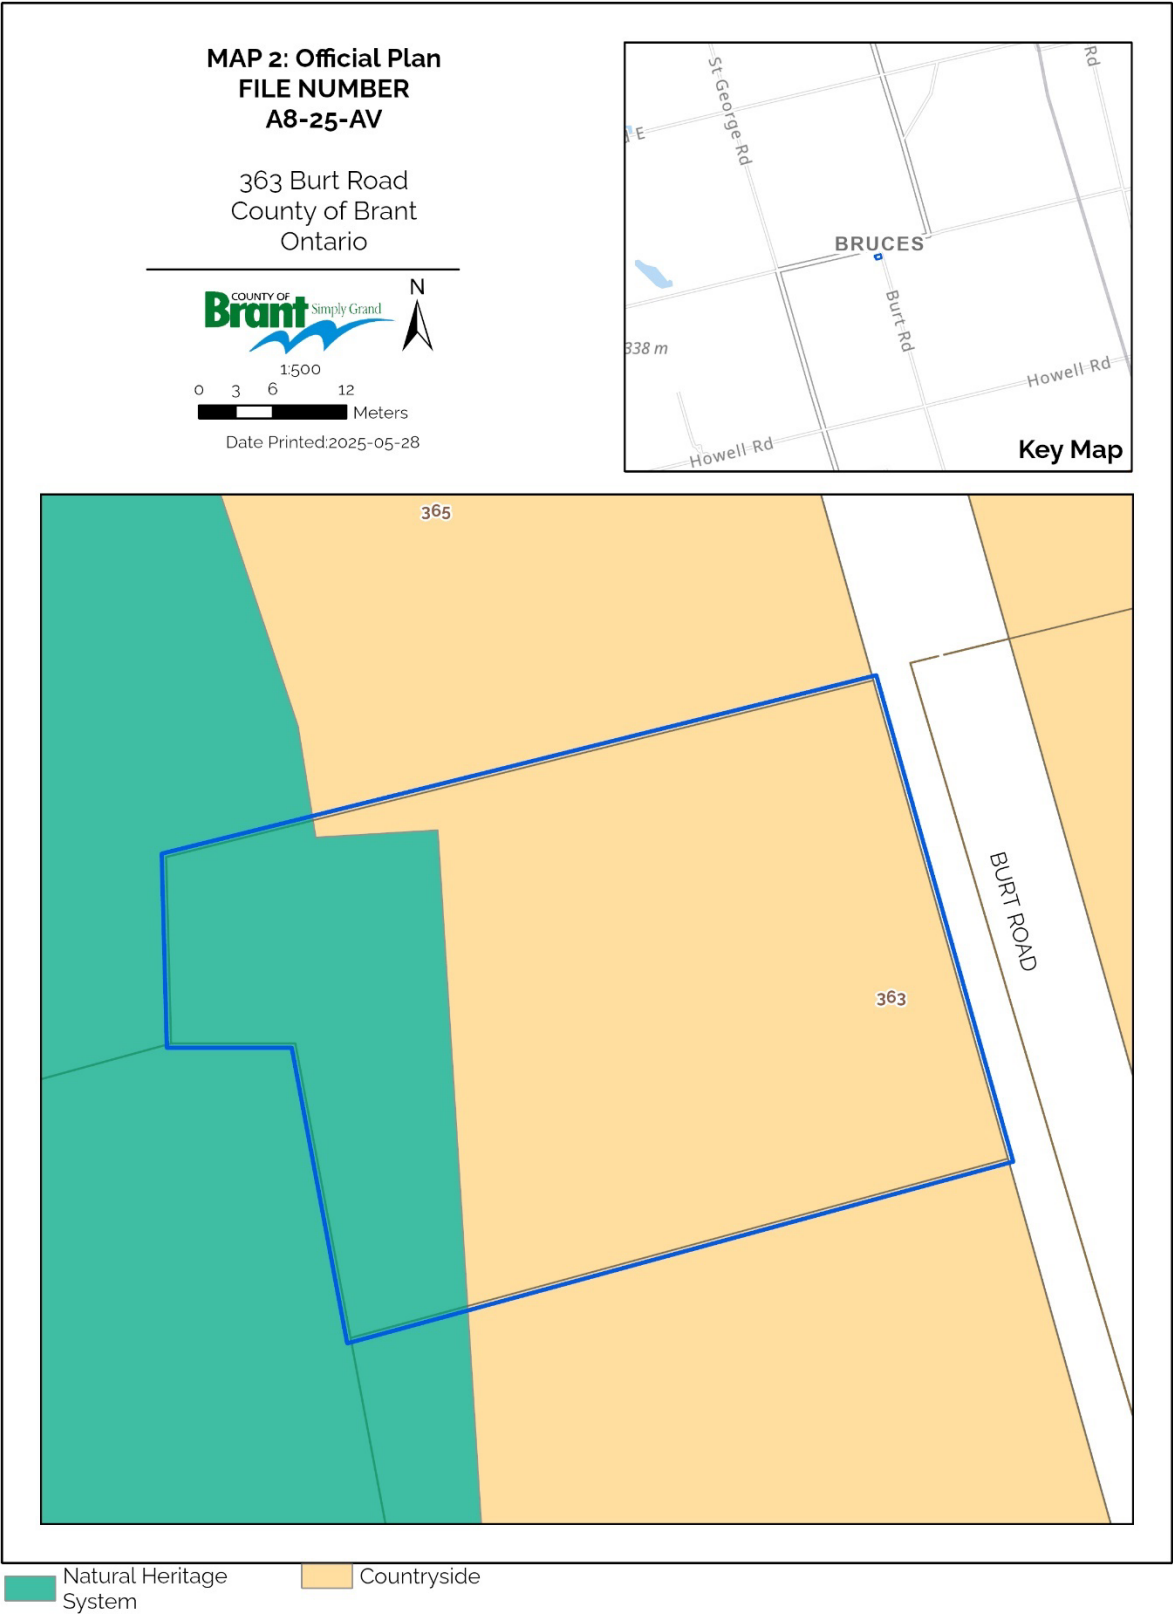 MAP 2: Official Plan
FILE NUMBER
A8-25-AV
363 Burt Road
County of Brant
Ontario
COUNTY OF
Brant Simply Grand
N
1:500
0 3 6 12
Meters
Date Printed:2025-05-28
St George Rd
Rd
E
BRUCES
Burt Rd
338 m
Howell Rd
Howell Rd
Key Map
365
BURT ROAD
363
Natural Heritage
System
Countryside